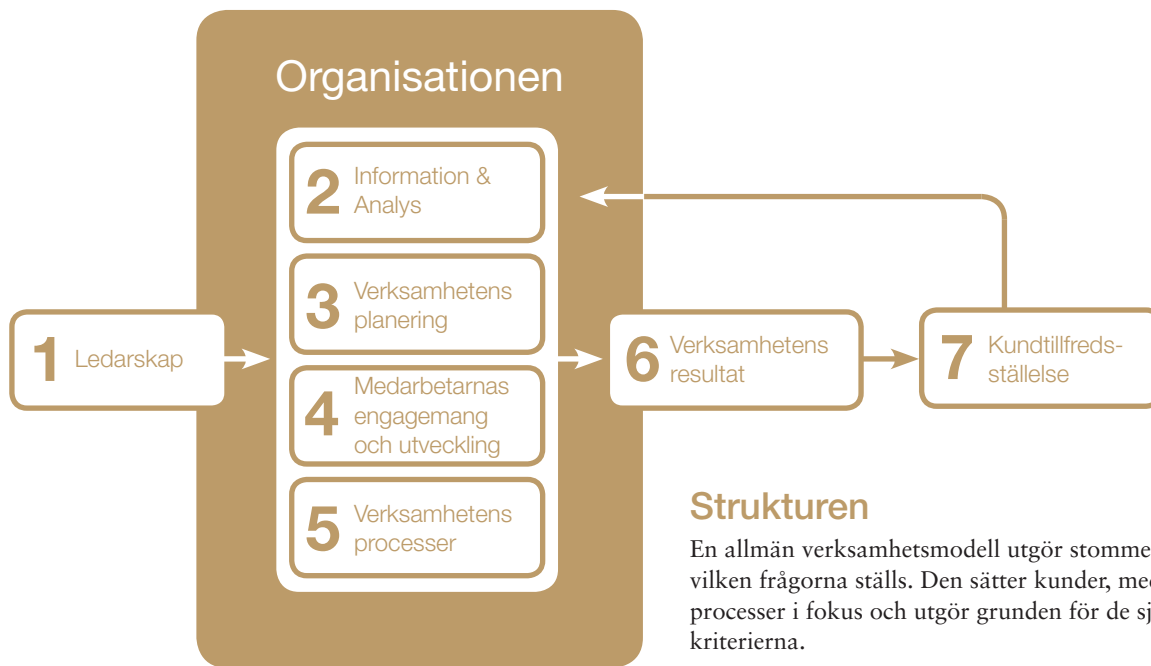 Organisationen
1 Ledarskap
2 Information &
Analys
3 Verksamhetens
planering
4 Medarbetarnas
engagemang
och utveckling
5 Verksamhetens
processer
6 Verksamhetens
resultat
7 Kundtillfreds-
ställelse
Strukturen
En allmän verksamhetsmodell utgör
vilken frågorna ställs. Den sätter kunder,
processer i fokus och utgör grunden för de
kriterierna.